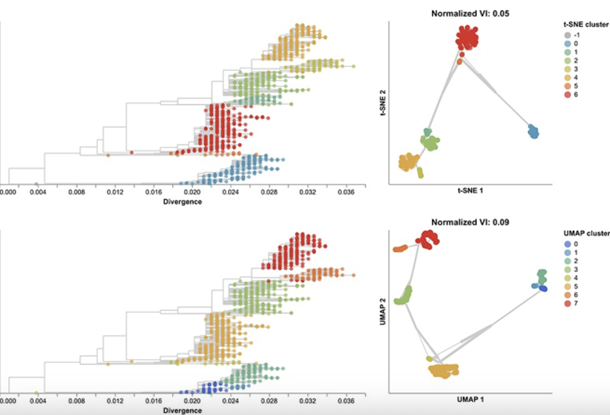 Normalized VI: 0.05
t-SNE cluster
-1
0
1
2
3
4
5
6
t-SNE 2
t-SNE 1
0.000 0.004 0.008 0.012 0.016 0.020 0.024 0.028 0.032 0.036
Divergence
Normalized VI: 0.09
UMAP cluster
0
1
2
3
4
5
6
7
UMAP 2
UMAP 1
0.000 0.004 0.008 0.012 0.016 0.020 0.024 0.028 0.032 0.036
Divergence